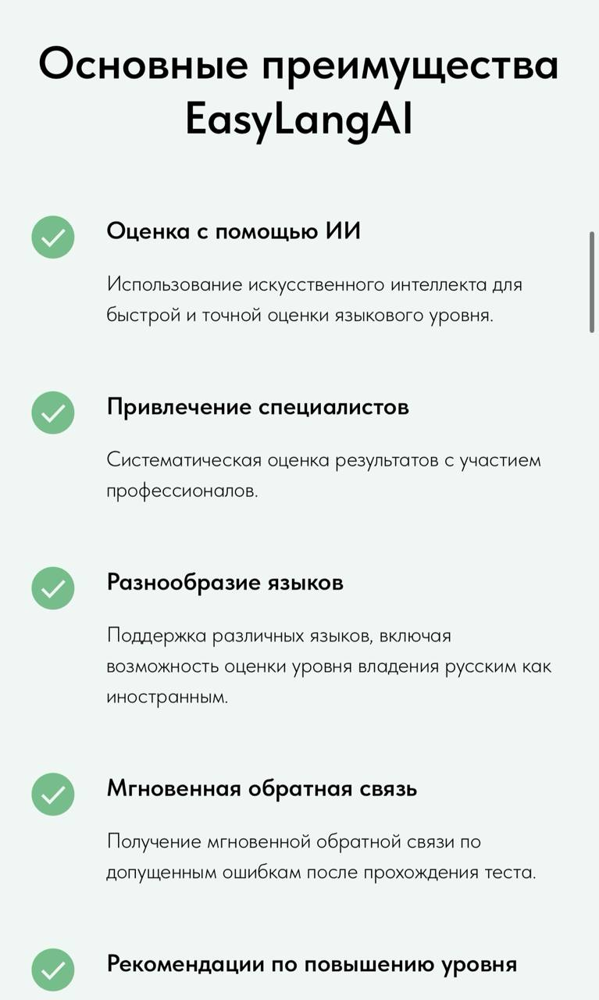 Основные преимущества
EasyLangAI
Оценка с помощью ИИ
Использование искусственного интеллекта для
быстрой и точной оценки языкового уровня.
Привлечение специалистов
Систематическая оценка результатов с участием
профессионалов.
Разнообразие языков
Поддержка различных языков, включая
возможность оценки уровня владения русским как
иностранным.
Мгновенная обратная связь
Получение мгновенной обратной связи по
допущенным ошибкам после прохождения теста.
Рекомендации по повышению уровня